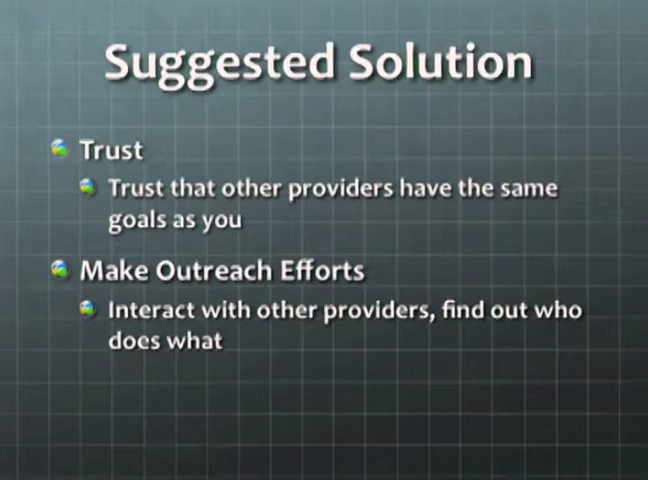 Suggested Solution
Trust
Trust that other providers have the same
goals as you
Make Outreach Efforts
Interact with other providers, find out who
does what